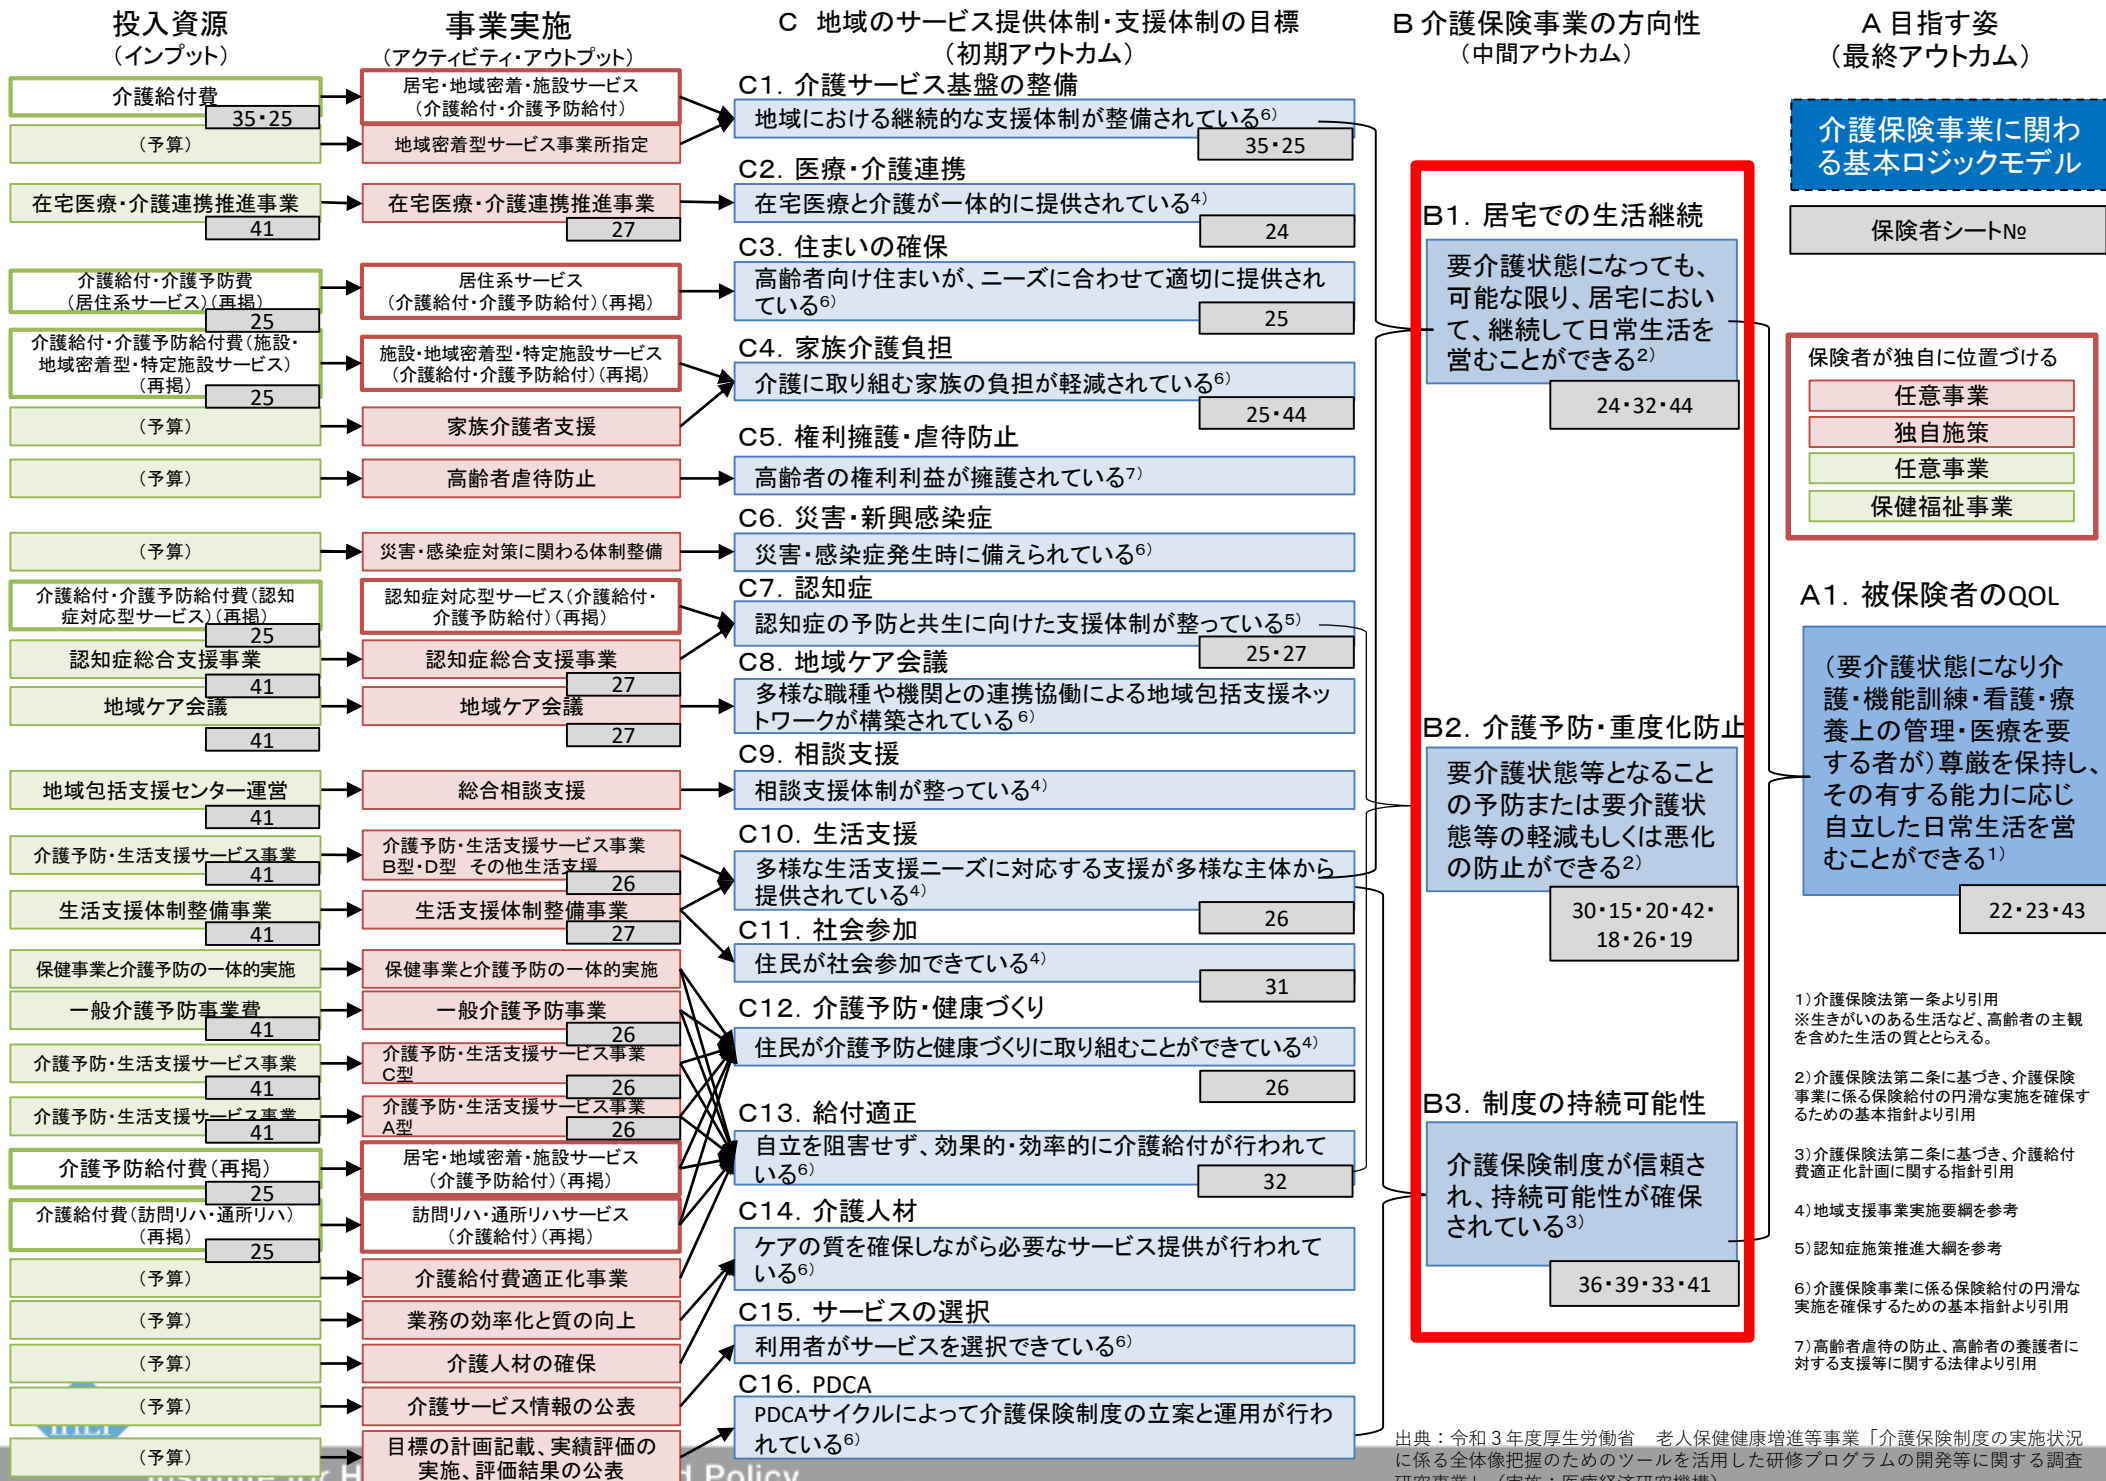 投入資源
（インプット）
事業実施
（アクティビティ・アウトプット）
C　地域のサービス提供体制・支援体制の目標
（初期アウトカム）
B 介護保険事業の方向性
（中間アウトカム）
A 目指す姿
（最終アウトカム）
介護給付費
35・25
（予算）
在宅医療・介護連携推進事業
41
介護給付・介護予防費
（居住系サービス）（再掲）
25
介護給付・介護予防給付費（施設・
地域密着型・特定施設サービス）
（再掲）
25
（予算）
（予算）
（予算）
介護給付・介護予防給付費（認知
症対応型サービス）（再掲）
25
認知症総合支援事業
41
地域ケア会議
41
地域包括支援センター運営
41
介護予防・生活支援サービス事業
41
生活支援体制整備事業
41
保健事業と介護予防の一体的実施
一般介護予防事業費
41
介護予防・生活支援サービス事業
41
介護予防・生活支援サービス事業
41
介護予防給付費（再掲）
25
介護給付費（訪問リハ・通所リハ）
（再掲）
25
（予算）
（予算）
（予算）
（予算）
（予算）
居宅・地域密着・施設サービス
（介護給付・介護予防給付）
地域密着型サービス事業所指定
在宅医療・介護連携推進事業
27
居住系サービス
（介護給付・介護予防給付）（再掲）
施設・地域密着型・特定施設サービス
（介護給付・介護予防給付）（再掲）
家族介護者支援
高齢者虐待防止
災害・感染症対策に関わる体制整備
認知症対応型サービス（介護給付・
介護予防給付）（再掲）
認知症総合支援事業
27
地域ケア会議
27
総合相談支援
介護予防・生活支援サービス事業
B型・D型　その他生活支援
26
生活支援体制整備事業
27
保健事業と介護予防の一体的実施
一般介護予防事業
26
介護予防・生活支援サービス事業
C型
26
介護予防・生活支援サービス事業
A型
26
居宅・地域密着・施設サービス
（介護予防給付）（再掲）
訪問リハ・通所リハサービス
（介護給付）（再掲）
介護給付費適正化事業
業務の効率化と質の向上
介護人材の確保
介護サービス情報の公表
目標の計画記載、実績評価の
実施、評価結果の公表
C1．介護サービス基盤の整備
地域における継続的な支援体制が整備されている6）
35・25
C2．医療・介護連携
在宅医療と介護が一体的に提供されている4）
24
C3．住まいの確保
高齢者向け住まいが、ニーズに合わせて適切に提供され
ている6）
25
C4．家族介護負担
介護に取り組む家族の負担が軽減されている6）
25・44
C5．権利擁護・虐待防止
高齢者の権利利益が擁護されている7）
C6．災害・新興感染症
災害・感染症発生時に備えられている6）
C7．認知症
認知症の予防と共生に向けた支援体制が整っている5）
25・27
C8．地域ケア会議
多様な職種や機関との連携協働による地域包括支援ネッ
トワークが構築されている6）
C9．相談支援
相談支援体制が整っている4）
C10．生活支援
多様な生活支援ニーズに対応する支援が多様な主体から
提供されている4）
26
C11．社会参加
住民が社会参加できている4）
31
C12．介護予防・健康づくり
住民が介護予防と健康づくりに取り組むことができている4）
26
C13．給付適正
自立を阻害せず、効果的・効率的に介護給付が行われて
いる6）
32
C14．介護人材
ケアの質を確保しながら必要なサービス提供が行われて
いる6）
C15．サービスの選択
利用者がサービスを選択できている6）
C16．PDCA
PDCAサイクルによって介護保険制度の立案と運用が行わ
れている6）
B1．居宅での生活継続
要介護状態になっても、
可能な限り、居宅におい
て、継続して日常生活を
営むことができる2）
24・32・44
B2．介護予防・重度化防止
要介護状態等となること
の予防または要介護状
態等の軽減もしくは悪化
の防止ができる2）
30・15・20・42・
18・26・19
B3．制度の持続可能性
介護保険制度が信頼さ
れ、持続可能性が確保
されている3）
36・39・33・41
介護保険事業に関わ
る基本ロジックモデル
保険者シート№
保険者が独自に位置づける
任意事業
独自施策
任意事業
保健福祉事業
A1．被保険者のQOL
（要介護状態になり介
護・機能訓練・看護・療
養上の管理・医療を要
する者が）尊厳を保持し、
その有する能力に応じ
自立した日常生活を営
むことができる1）
22・23・43
1）介護保険法第一条より引用
※生きがいのある生活など、高齢者の主観
を含めた生活の質ととらえる。
2）介護保険法第二条に基づき、介護保険
事業に係る保険給付の円滑な実施を確保す
るための基本指針より引用
3）介護保険法第二条に基づき、介護給付
費適正化計画に関する指針引用
4）地域支援事業実施要綱を参考
5）認知症施策推進大綱を参考
6）介護保険事業に係る保険給付の円滑な
実施を確保するための基本指針より引用
7）高齢者虐待の防止、高齢者の養護者に
対する支援等に関する法律より引用
出典：令和３年度厚生労働省　老人保健健康増進等事業「介護保険制度の実施状況
に係る全体像把握のためのツールを活用した研修プログラムの開発等に関する調査
研究事業」（実施：医療経済研究機構）
Policy